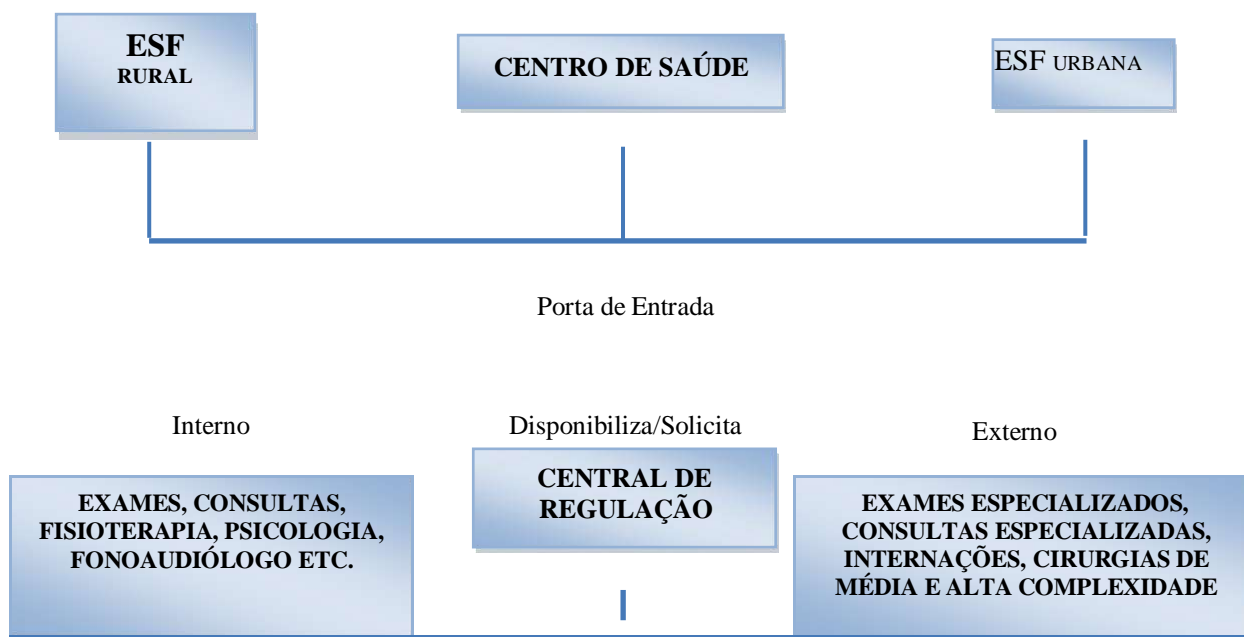 ESF
RURAL
CENTRO DE SAÚDE
ESF URBANA
Porta de Entrada
Interno
Disponibiliza/Solicita
Externo
EXAMES, CONSULTAS,
FISIOTERAPIA, PSICOLOGIA,
FONOAUDIÓLOGO ETC.
CENTRAL DE
REGULAÇÃO
EXAMES ESPECIALIZADOS,
CONSULTAS ESPECIALIZADAS,
INTERNAÇÕES, CIRURGIAS DE
MÉDIA E ALTA COMPLEXIDADE